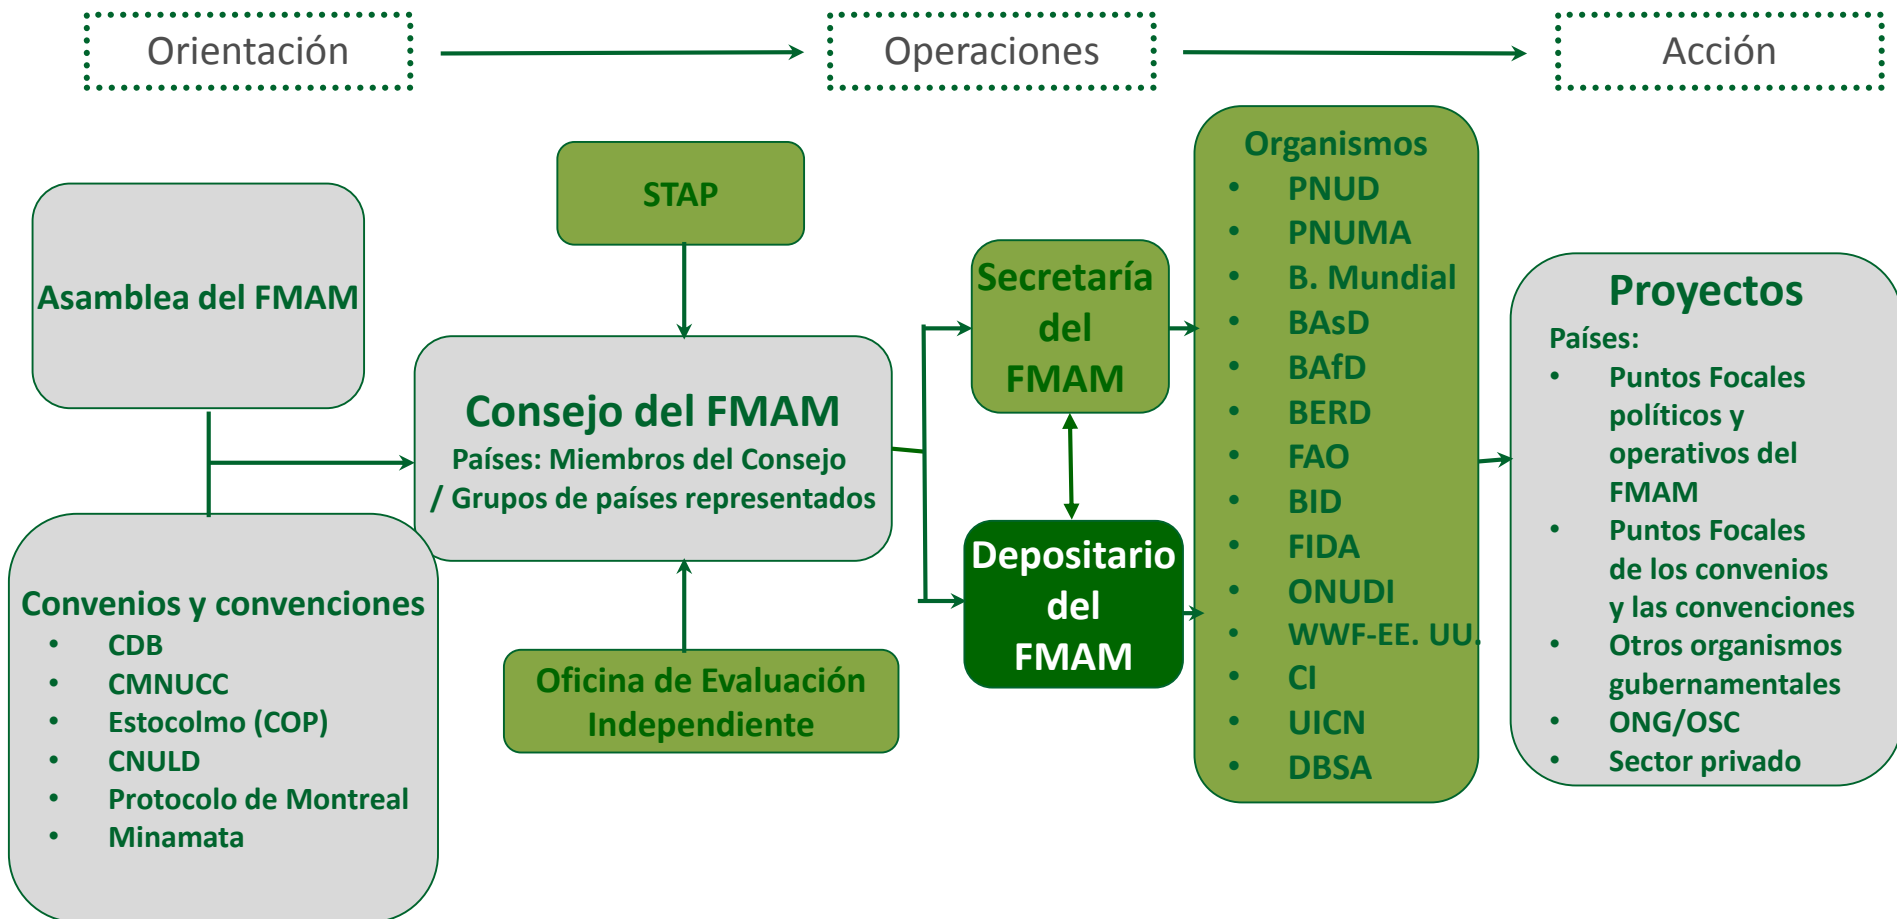 Orientación
Operaciones
Acción
Asamblea del FMAM
Convenios y convenciones
• CDB
• CMNUCC
• Estocolmo (COP)
• CNULD
• Protocolo de Montreal
• Minamata
STAP
Consejo del FMAM
Países: Miembros del Consejo
/ Grupos de países representados
Oficina de Evaluación
Independiente
Secretaría
del
FMAM
Depositario
del
FMAM
Organismos
• PNUD
• PNUMA
• B. Mundial
• BAsD
• BAfD
• BERD
• FAO
• BID
• FIDA
• ONUDI
• WWF-EE. UU.
• CI
• UICN
• DBSA
Proyectos
Países:
• Puntos Focales
políticos y
operativos del
FMAM
• Puntos Focales
de los convenios
y las convenciones
• Otros organismos
gubernamentales
• ONG/OSC
• Sector privado